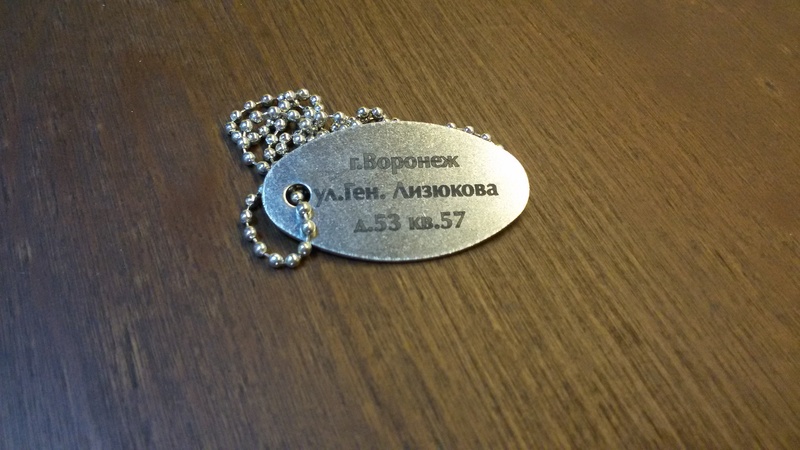 г.Воронеж
ул.Ген. Лизюкова
д.53 кв.57